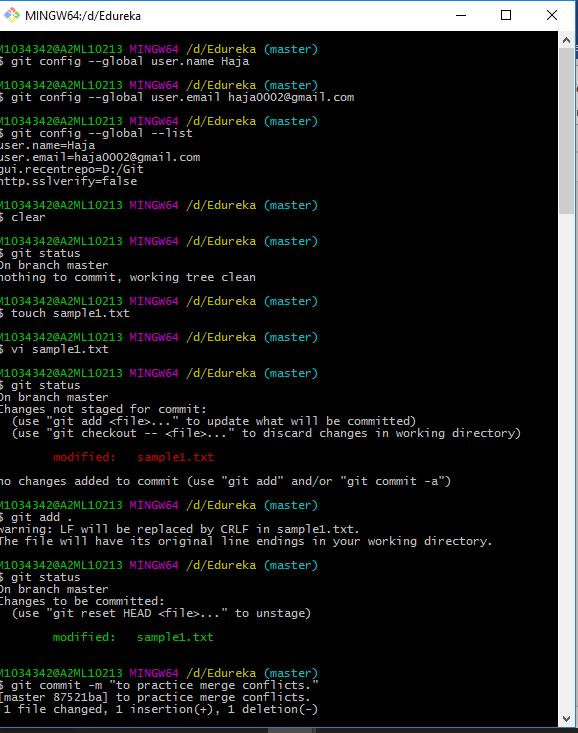 MINGW64:/d/Edureka
M1034342@A2ML10213 MINGW64 /d/Edureka (master)
$ git config --global user.name Haja
M1034342@A2ML10213 MINGW64 /d/Edureka (master)
$ git config --global user.email haja0002@gmail.com
M1034342@A2ML10213 MINGW64 /d/Edureka (master)
$ git config --global --list
user.name=Haja
user.email=haja0002@gmail.com
gui.recentrepo=D:/Git
http.sslverify=false
M1034342@A2ML10213 MINGW64 /d/Edureka (master)
$ clear
M1034342@A2ML10213 MINGW64 /d/Edureka (master)
$ git status
On branch master
nothing to commit, working tree clean
M1034342@A2ML10213 MINGW64 /d/Edureka (master)
$ touch sample1.txt
M1034342@A2ML10213 MINGW64 /d/Edureka (master)
$ vi sample1.txt
M1034342@A2ML10213 MINGW64 /d/Edureka (master)
$ git status
On branch master
Changes not staged for commit:
(use "git add <file>..." to update what will be committed)
(use "git checkout -- <file>..." to discard changes in working directory)
modified: sample1.txt
no changes added to commit (use "git add" and/or "git commit -a")
M1034342@A2ML10213 MINGW64 /d/Edureka (master)
$ git add .
warning: LF will be replaced by CRLF in sample1.txt.
The file will have its original line endings in your working directory.
M1034342@A2ML10213 MINGW64 /d/Edureka (master)
$ git status
On branch master
Changes to be committed:
(use "git reset HEAD <file>..." to unstage)
modified: sample1.txt
M1034342@A2ML10213 MINGW64 /d/Edureka (master)
$ git commit -m "to practice merge conflicts."
[master 87521ba] to practice merge conflicts.
1 file changed, 1 insertion(+), 1 deletion(-)